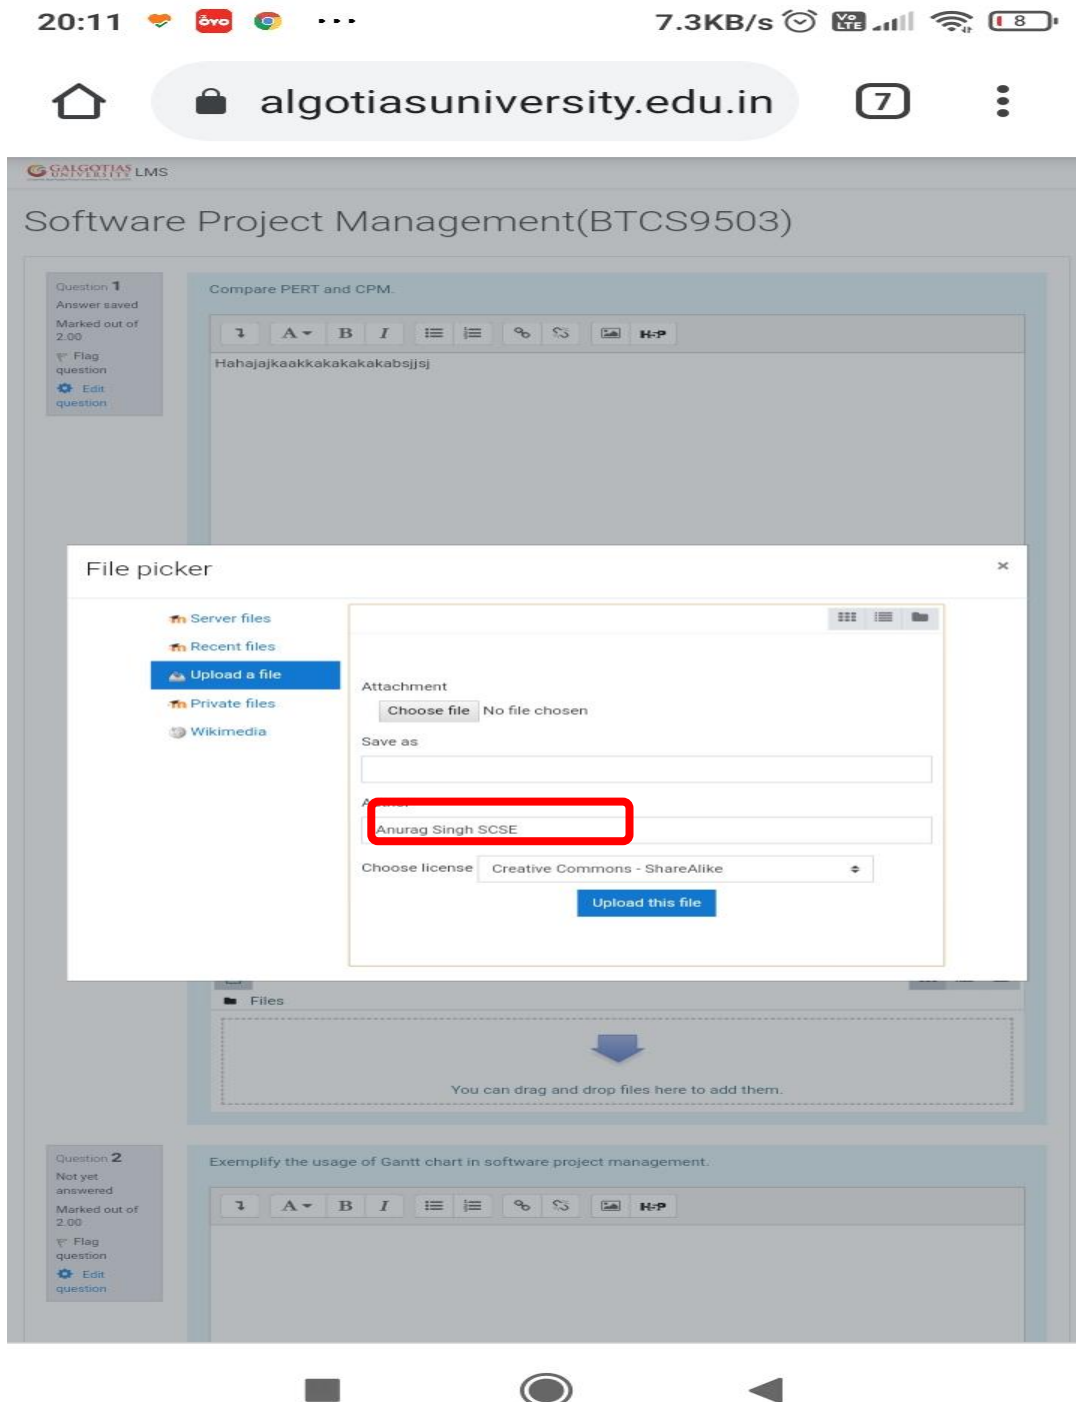 20:11
7.3KB/s
Vo LTE
8
algotiasuniversity.edu.in
7
GALGOTIAS UNIVERSITY LMS
Software Project Management(BTCS9503)
Question 1
Answer saved
Marked out of
2.00
Flag
question
Edit
question
Compare PERT and CPM.
A B I H-P
Hahajajkaakkakakakakabsjjsj
File picker
×
Server files
Recent files
Upload a file
Private files
Wikimedia
Attachment
Choose file No file chosen
Save as
Anurag Singh SCSE
Choose license Creative Commons - ShareAlike
Upload this file
Files
You can drag and drop files here to add them.
Question 2
Not yet
answered
Marked out of
2.00
Flag
question
Edit
question
Exemplify the usage of Gantt chart in software project management.
A B I H-P